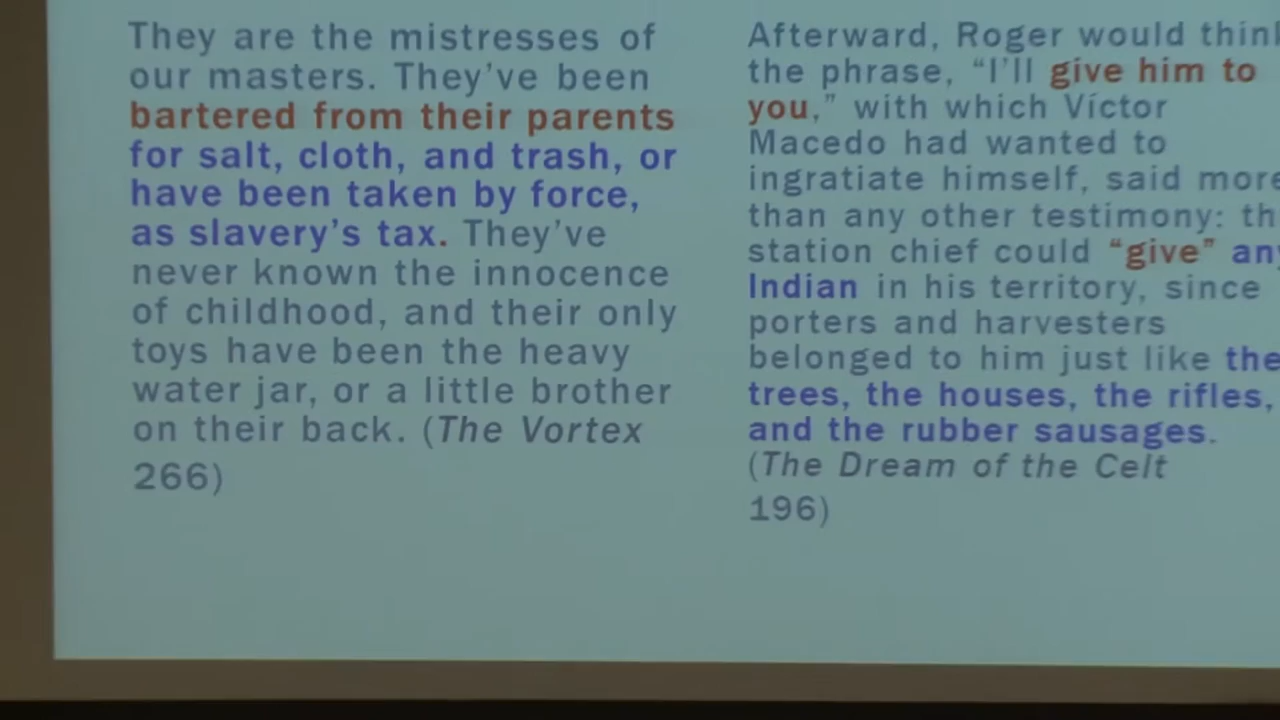 They are the mistresses of
our masters. They've been
bartered from their parents
for salt, cloth, and trash, or
have been taken by force,
as slavery's tax. They've
never known the innocence
of childhood, and their only
toys have been the heavy
water jar, or a little brother
on their back. (The Vortex
266)
Afterward, Roger would
the phrase, “I'll give him to
you,” with which Víctor
Macedo had wanted to
ingratiate himself, said more
than any other testimony:
station chief could “give” any
Indian in his territory, since
porters and harvesters
belonged to him just like the
trees, the houses, the rifles,
and the rubber sausages.
(The Dream of the Celt
196)